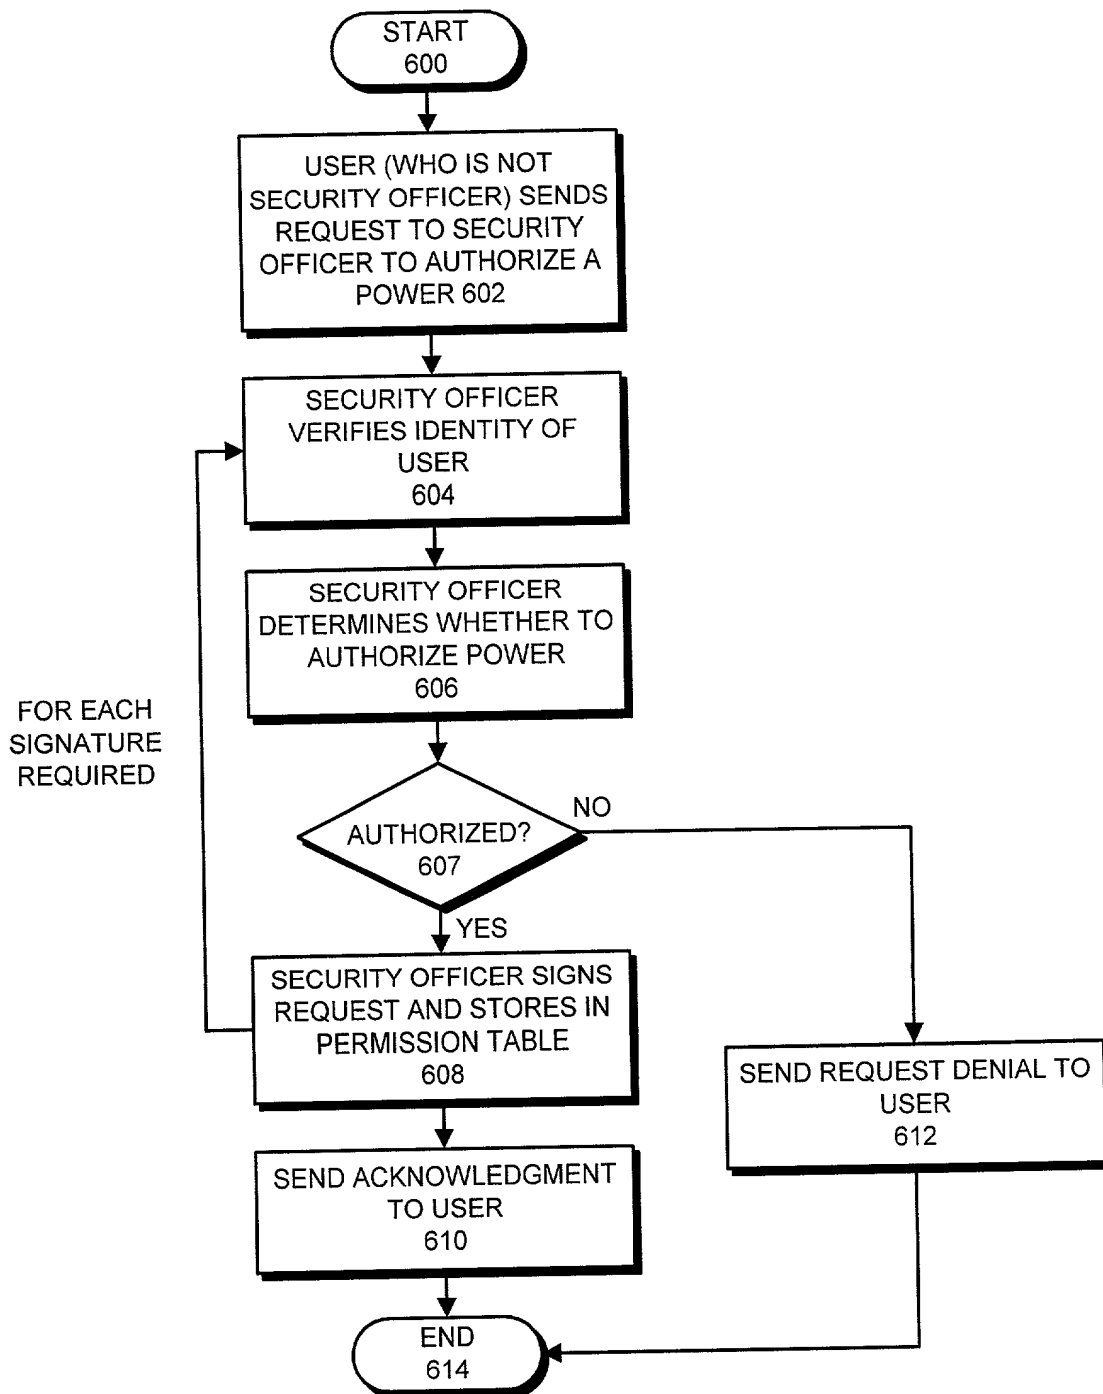 START
600
USER (WHO IS NOT
SECURITY OFFICER) SENDS
REQUEST TO SECURITY
OFFICER TO AUTHORIZE A
POWER 602
SECURITY OFFICER
VERIFIES IDENTITY OF
USER
604
SECURITY OFFICER
DETERMINES WHETHER TO
AUTHORIZE POWER
606
FOR EACH
SIGNATURE
REQUIRED
AUTHORIZED?
607
NO
YES
SECURITY OFFICER SIGNS
REQUEST AND STORES IN
PERMISSION TABLE
608
SEND REQUEST DENIAL TO
USER
612
SEND ACKNOWLEDGMENT
TO USER
610
END
614